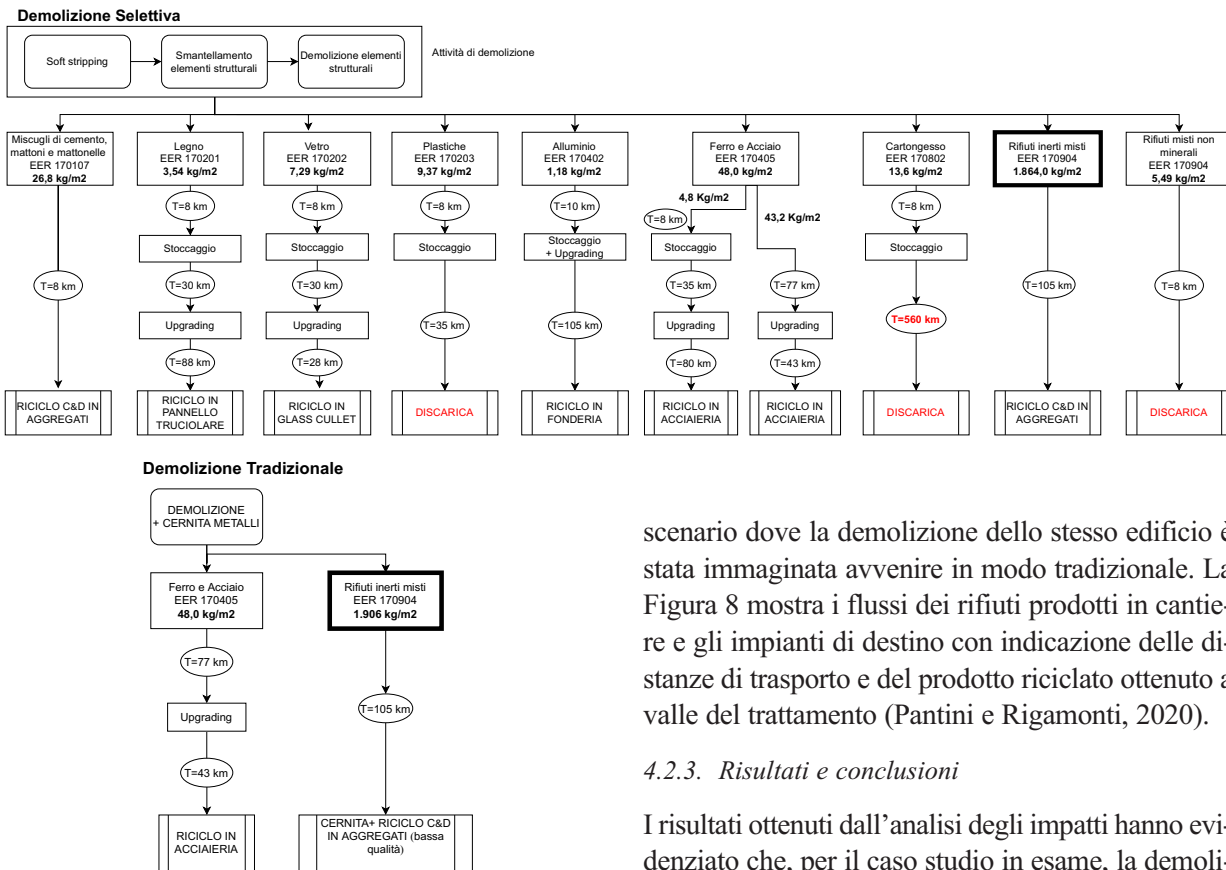 Demolizione Selettiva
Soft stripping
Smantellamento
elementi strutturali
Demolizione elementi
strutturali
Attività di demolizione
Miscugli di cemento,
mattoni e mattonelle
EER 170107
26,8 kg/m2
T=8 km
RICICLO C&D IN
AGGREGATI
Legno
EER 170201
3,54 kg/m2
T=8 km
Stoccaggio
T=30 km
Upgrading
T=88 km
RICICLO IN
PANNELLO
TRUCIOLARE
Vetro
EER 170202
7,29 kg/m2
T=8 km
Stoccaggio
T=30 km
Upgrading
T=28 km
RICICLO IN
GLASS CULLET
Plastiche
EER 170203
9,37 kg/m2
T=8 km
Stoccaggio
T=35 km
DISCARICA
Alluminio
EER 170402
1,18 kg/m2
T=10 km
Stoccaggio
+ Upgrading
T=105 km
RICICLO IN
FONDERIA
Ferro e Acciaio
EER 170405
48,0 kg/m2
4,8 Kg/m2
T=8 km
Stoccaggio
T=35 km
Upgrading
T=80 km
RICICLO IN
ACCIAIERIA
43,2 Kg/m2
T=77 km
Upgrading
T=43 km
RICICLO IN
ACCIAIERIA
Cartongesso
EER 170802
13,6 kg/m2
T=8 km
Stoccaggio
T=560 km
DISCARICA
Rifiuti inerti misti
EER 170904
1.864,0 kg/m2
T=105 km
RICICLO C&D IN
AGGREGATI
Rifiuti misti non
minerali
EER 170904
5,49 kg/m2
T=8 km
DISCARICA
Demolizione Tradizionale
DEMOLIZIONE
+ CERNITA METALLI
Ferro e Acciaio
EER 170405
48,0 kg/m2
T=77 km
Upgrading
T=43 km
RICICLO IN
ACCIAIERIA
Rifiuti inerti misti
EER 170904
1.906 kg/m2
T=105 km
CERNITA+ RICICLO C&D
IN AGGREGATI (bassa
qualità)
scenario dove la demolizione dello stesso edificio è
stata immaginata avvenire in modo tradizionale. La
Figura 8 mostra i flussi dei rifiuti prodotti in cantie-
re e gli impianti di destino con indicazione delle di-
stanze di trasporto e del prodotto riciclato ottenuto a
valle del trattamento (Pantini e Rigamonti, 2020).
4.2.3. Risultati e conclusioni
I risultati ottenuti dall'analisi degli impatti hanno evi-
denziato che, per il caso studio in esame, la demoli-